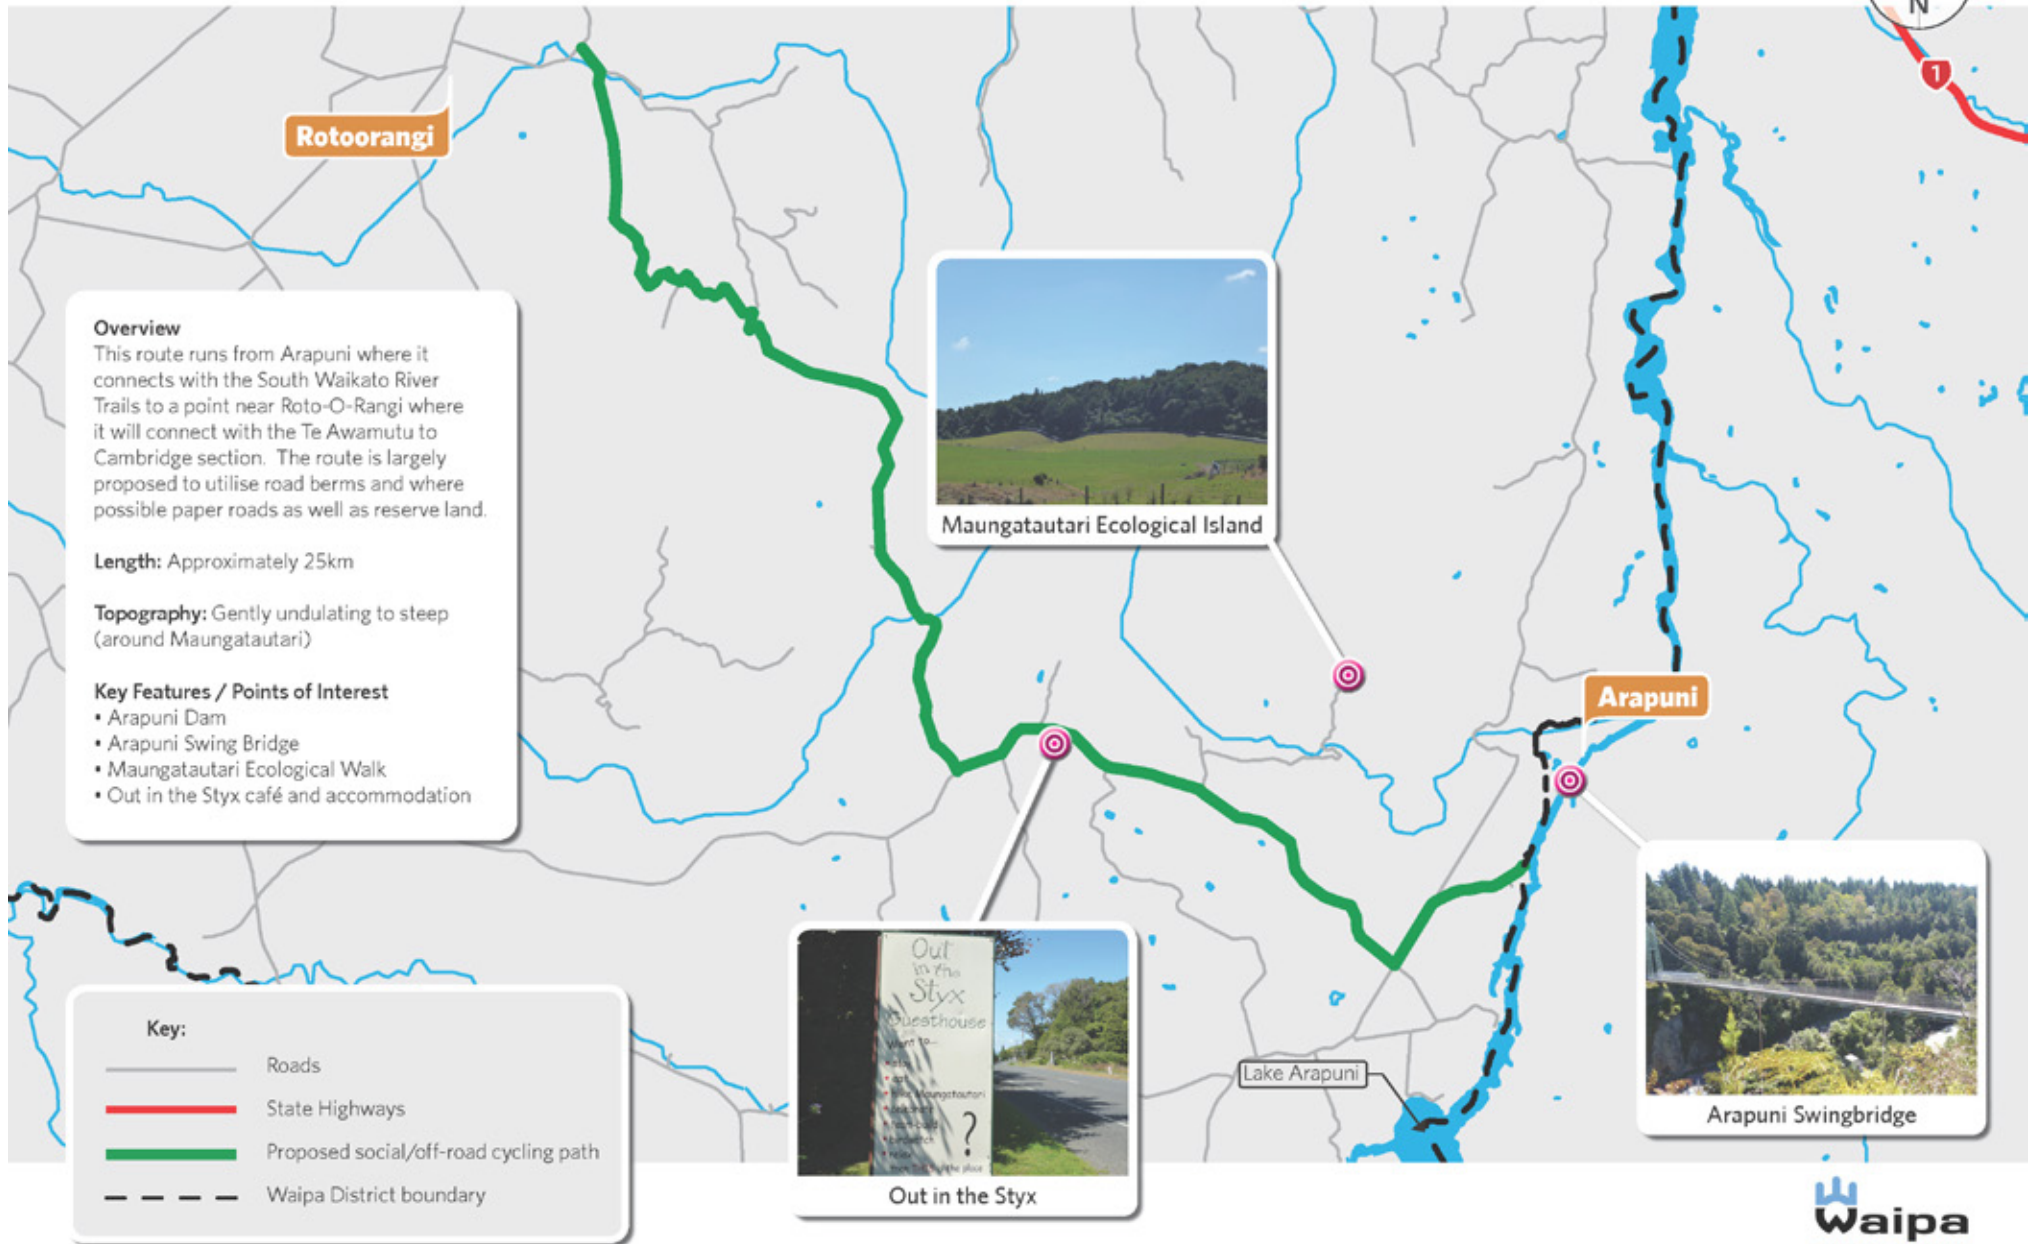 N
1
Rotoorangi
Overview
This route runs from Arapuni where it
connects with the South Waikato River
Trails to a point near Roto-O-Rangi where
it will connect with the Te Awamutu to
Cambridge section. The route is largely
proposed to utilise road berms and where
possible paper roads as well as reserve land.
Length: Approximately 25km
Topography: Gently undulating to steep
(around Maungatautari)
Key Features / Points of Interest
• Arapuni Dam
• Arapuni Swing Bridge
• Maungatautari Ecological Walk
• Out in the Styx café and accommodation
Maungatautari Ecological Island
Arapuni
Out
in the
Styx
Guesthouse
Want to...
Maungatautari
?
the place
Out in the Styx
Lake Arapuni
Arapuni Swingbridge
Key:
Roads
State Highways
Proposed social/off-road cycling path
Waipa District boundary
Waipa